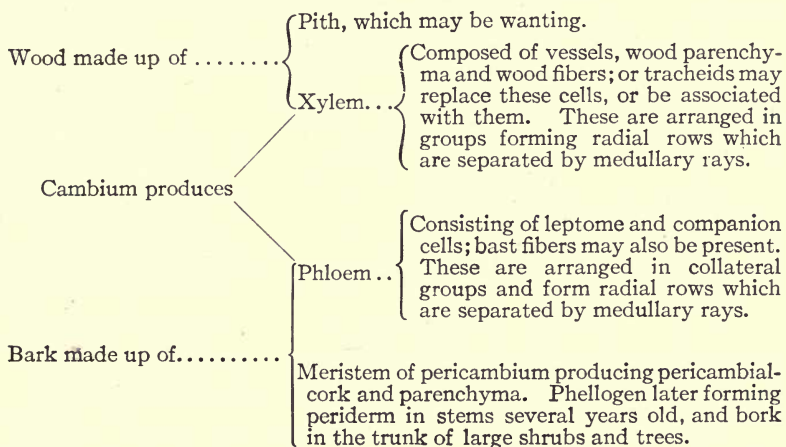 Pith, which may be wanting.
Wood made up of ........
Xylem...
Composed of vessels, wood parenchy-
ma and wood fibers; or tracheids may
replace these cells, or be associated
with them. These are arranged in
groups forming radial rows which
are separated by medullary rays.
Cambium produces
Phloem..
Consisting of leptome and companion
cells; bast fibers may also be present.
These are arranged in collateral
groups and form radial rows which
are separated by medullary rays.
Bark made up of..........
Meristem of pericambium producing pericambial-
cork and parenchyma. Phellogen later forming
periderm in stems several years old, and bork
in the trunk of large shrubs and trees.